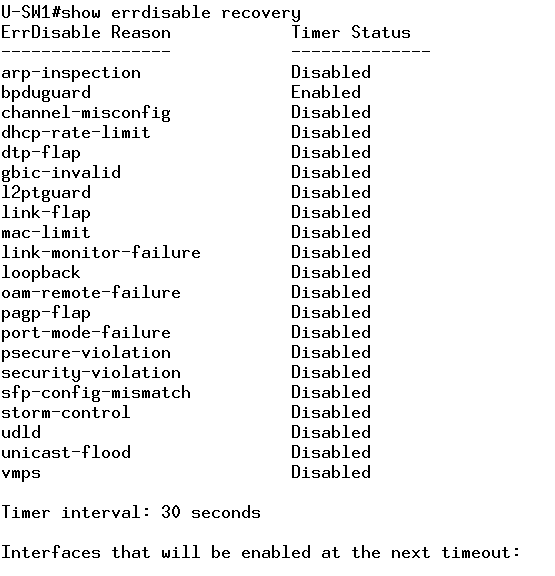 U-SW1#show errdisable recovery
ErrDisable Reason            Timer Status
-----------------            --------------
arp-inspection               Disabled
bpduguard                    Enabled
channel-misconfig            Disabled
dhcp-rate-limit              Disabled
dtp-flap                     Disabled
gbic-invalid                 Disabled
l2ptguard                    Disabled
link-flap                    Disabled
mac-limit                    Disabled
link-monitor-failure         Disabled
loopback                     Disabled
oam-remote-failure           Disabled
pagp-flap                    Disabled
port-mode-failure            Disabled
psecure-violation            Disabled
security-violation           Disabled
sfp-config-mismatch          Disabled
storm-control                Disabled
udld                         Disabled
unicast-flood                Disabled
vmps                         Disabled

Timer interval: 30 seconds

Interfaces that will be enabled at the next timeout: